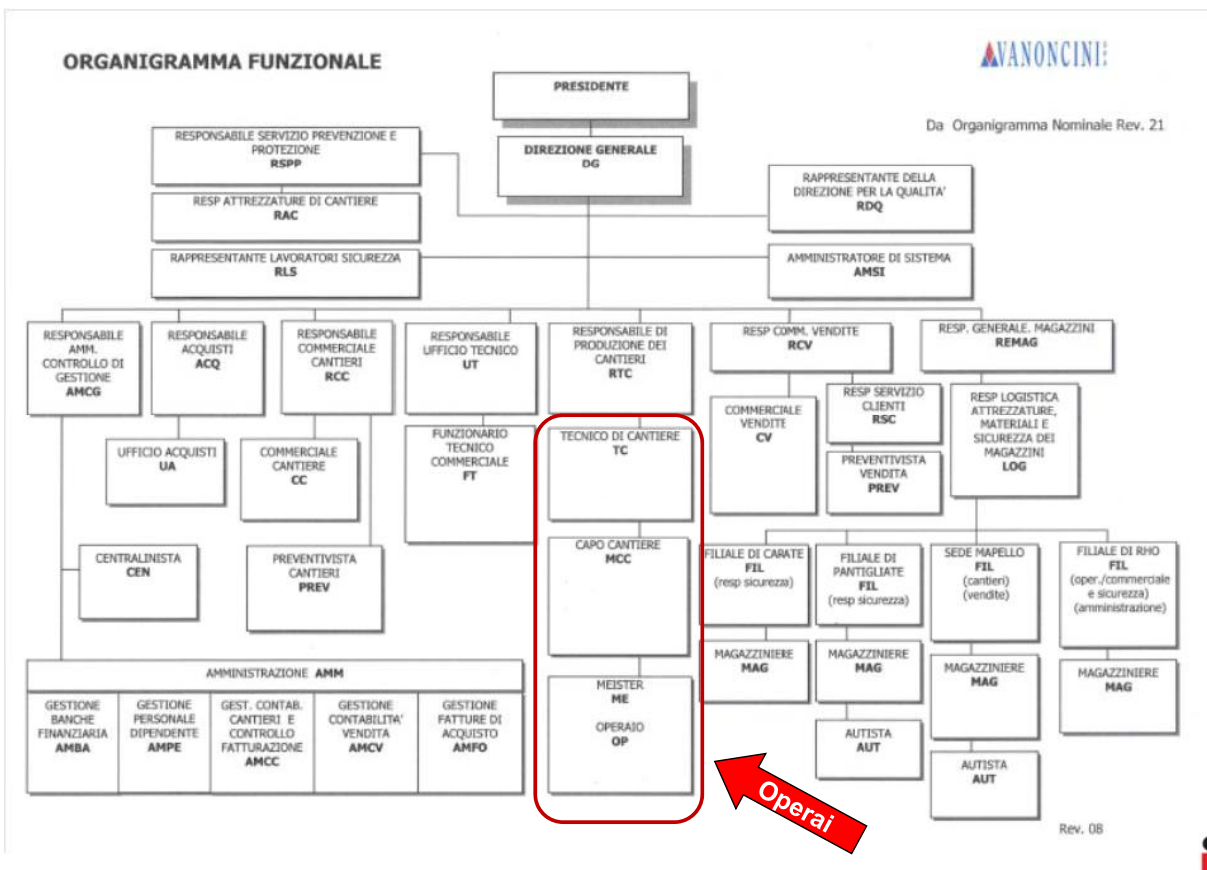 ORGANIGRAMMA FUNZIONALE
VANONCINI
Da Organigramma Nominale Rev. 21
PRESIDENTE
DIREZIONE GENERALE
DG
RESPONSABILE SERVIZIO PREVENZIONE E
PROTEZIONE
RSPP
RESP ATTREZZATURE DI CANTIERE
RAC
RAPPRESENTANTE LAVORATORI SICUREZZA
RLS
RAPPRESENTANTE DELLA
DIREZIONE PER LA QUALITA'
RDQ
AMMINISTRATORE DI SISTEMA
AMSI
RESPONSABILE
AMM.
CONTROLLO DI
GESTIONE
AMCG
RESPONSABILE
ACQUISTI
ACQ
RESPONSABILE
COMMERCIALE
CANTIERI
RCC
RESPONSABILE
UFFICIO TECNICO
UT
RESPONSABILE DI
PRODUZIONE DEI
CANTIERI
RTC
RESP COMM. VENDITE
RCV
RESP. GENERALE. MAGAZZINI
REMAG
UFFICIO ACQUISTI
UA
COMMERCIALE
CANTIERE
CC
FUNZIONARIO
TECNICO
COMMERCIALE
FT
TECNICO DI CANTIERE
TC
COMMERCIALE
VENDITE
CV
RESP SERVIZIO
CLIENTI
RSC
PREVENTIVISTA
VENDITA
PREV
RESP LOGISTICA
ATTREZZATURE,
MATERIALI E
SICUREZZA DEI
MAGAZZINI
LOG
CENTRALINISTA
CEN
PREVENTIVISTA
CANTIERI
PREV
CAPO CANTIERE
MCC
FILIALE DI CARATE
FIL
(resp sicurezza)
FILIALE DI
PANTIGLIATE
FIL
(resp sicurezza)
SEDE MAPELLO
FIL
(cantieri)
(vendite)
FILIALE DI RHO
FIL
(oper./commerciale
e sicurezza)
(amministrazione)
MAGAZZINIERE
MAG
MAGAZZINIERE
MAG
MAGAZZINIERE
MAG
MAGAZZINIERE
MAG
AMMINISTRAZIONE AMM
GESTIONE
BANCHE
FINANZIARIA
AMBA
GESTIONE
PERSONALE
DIPENDENTE
AMPE
GEST. CONTAB.
CANTIERI E
CONTROLLO
FATTURAZIONE
AMCC
GESTIONE
CONTABILITA'
VENDITA
AMCV
GESTIONE
FATTURE DI
ACQUISTO
AMFO
MEISTER
ME
OPERAIO
OP
AUTISTA
AUT
AUTISTA
AUT
Operai
Rev. 08